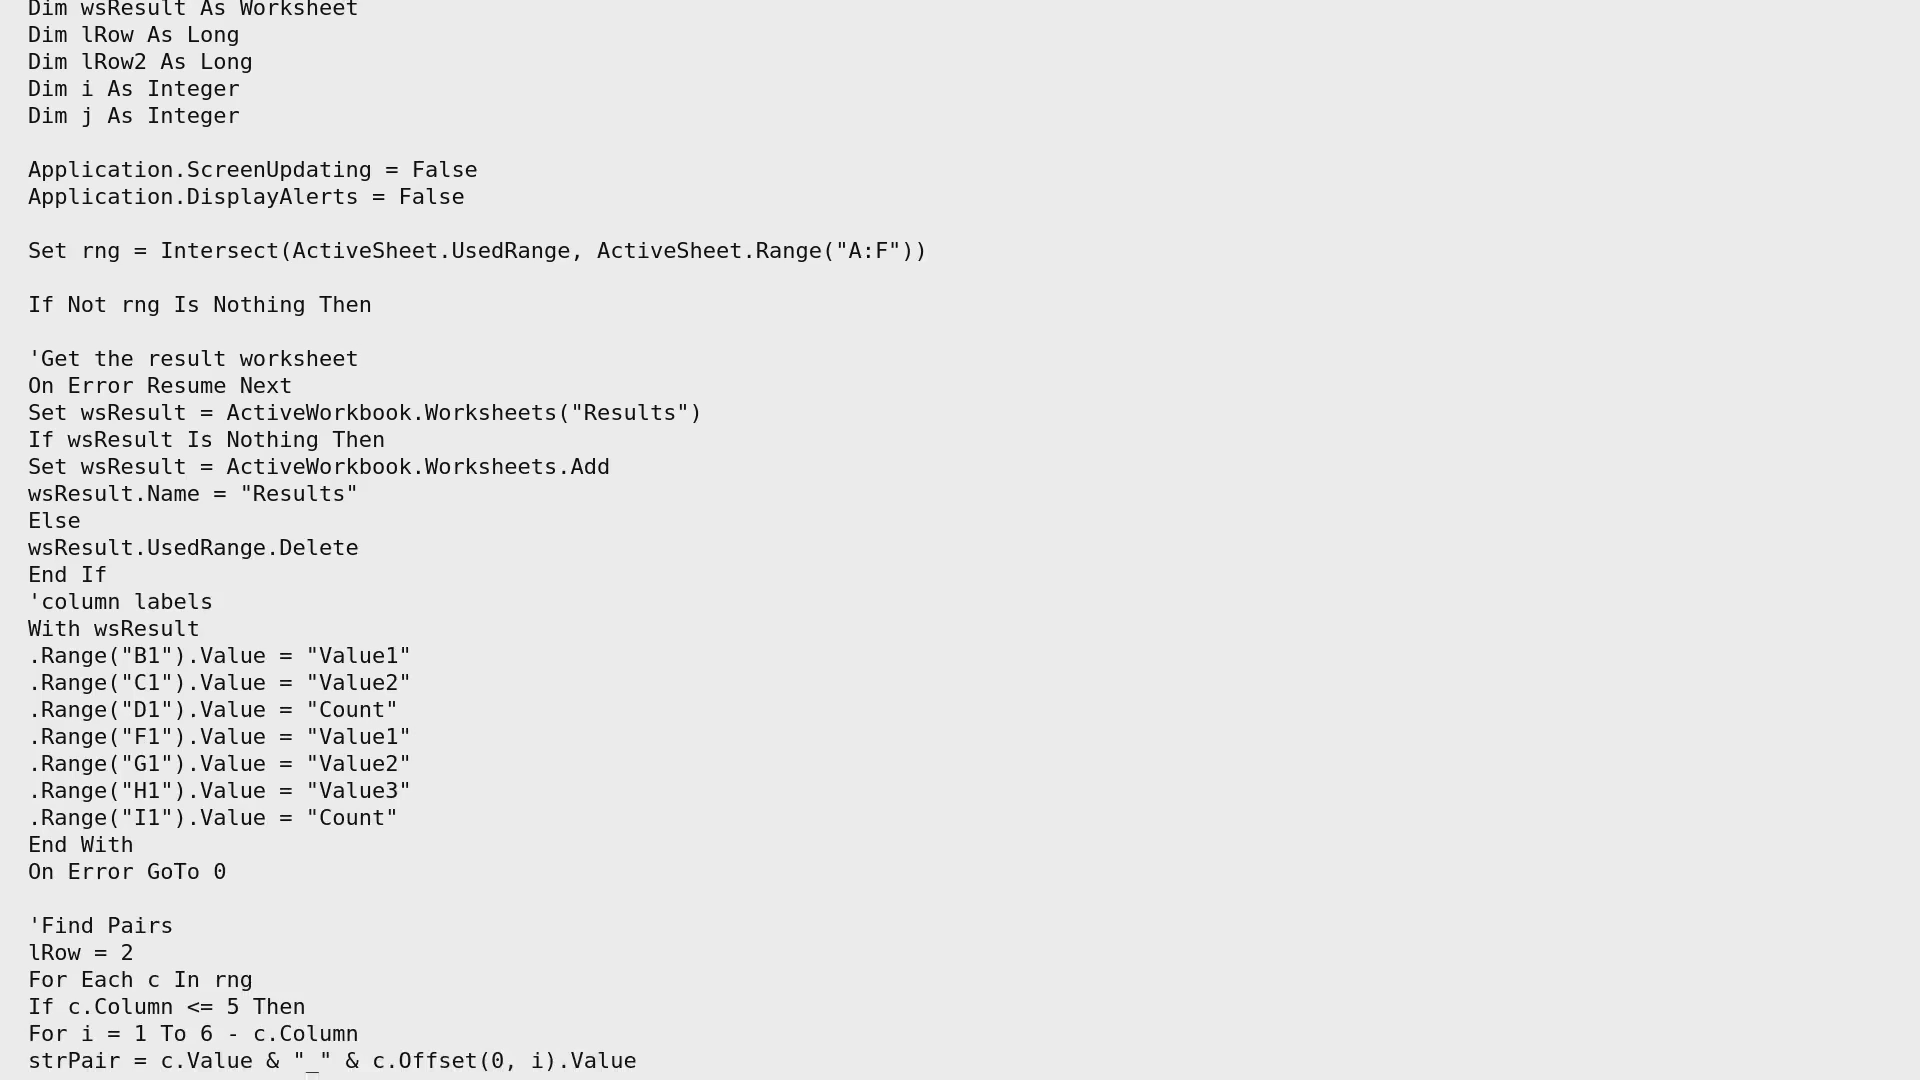 Dim wsResult As Worksheet
Dim lRow As Long
Dim lRow2 As Long
Dim i As Integer
Dim j As Integer
Application.ScreenUpdating = False
Application.DisplayAlerts = False
Set rng = Intersect(ActiveSheet.UsedRange, ActiveSheet.Range("A:F"))
If Not rng Is Nothing Then
'Get the result worksheet
On Error Resume Next
Set wsResult = ActiveWorkbook.Worksheets("Results")
If wsResult Is Nothing Then
Set wsResult = ActiveWorkbook.Worksheets.Add
wsResult.Name = "Results"
Else
wsResult.UsedRange.Delete
End If
'column labels
With wsResult
.Range("B1").Value = "Value1"
.Range("C1").Value = "Value2"
.Range("D1").Value = "Count"
.Range("F1").Value = "Value1"
.Range("G1").Value = "Value2"
.Range("H1").Value = "Value3"
.Range("I1").Value = "Count"
End With
On Error GoTo 0
'Find Pairs
lRow = 2
For Each c In rng
If c.Column <= 5 Then
For i = 1 To 6 - c.Column
strPair = c.Value & "_" & c.Offset(0, i).Value